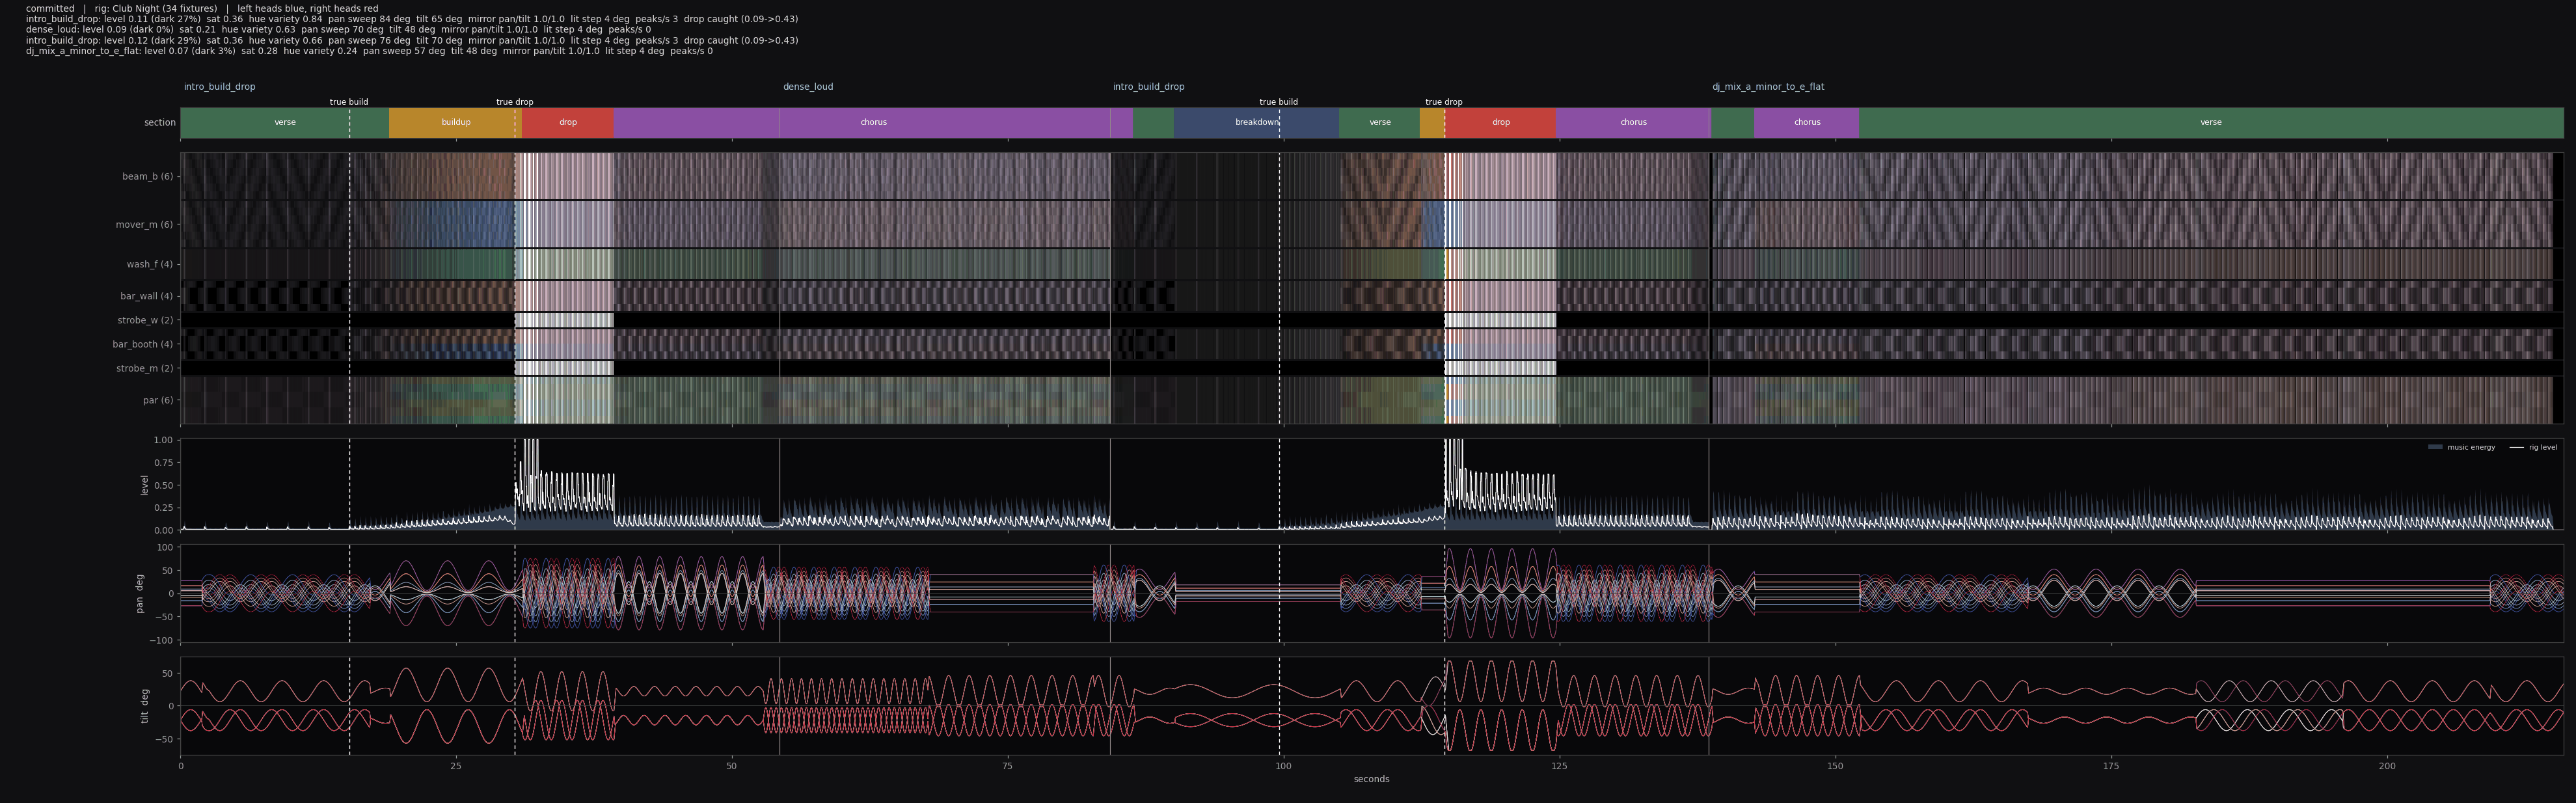 committed   |   rig: Club Night (34 fixtures)   |   left heads blue, right heads red
intro_build_drop: level 0.11 (dark 27%)  sat 0.36  hue variety 0.84  pan sweep 84 deg  tilt 65 deg  mirror pan/tilt 1.0/1.0  lit step 4 deg  peaks/s 3  drop caught (0.09->0.43)
dense_loud: level 0.09 (dark 0%)  sat 0.21  hue variety 0.63  pan sweep 70 deg  tilt 48 deg  mirror pan/tilt 1.0/1.0  lit step 4 deg  peaks/s 0
intro_build_drop: level 0.12 (dark 29%)  sat 0.36  hue variety 0.66  pan sweep 76 deg  tilt 70 deg  mirror pan/tilt 1.0/1.0  lit step 4 deg  peaks/s 3  drop caught (0.09->0.43)
dj_mix_a_minor_to_e_flat: level 0.07 (dark 3%)  sat 0.28  hue variety 0.24  pan sweep 57 deg  tilt 48 deg  mirror pan/tilt 1.0/1.0  lit step 4 deg  peaks/s 0
intro_build_drop dense_loud intro_build_drop dj_mix_a_minor_to_e_flat
true build true drop true build true drop
section verse buildup drop chorus breakdown verse drop chorus chorus verse
beam_b (6)
mover_m (6)
wash_f (4)
bar_wall (4)
strobe_w (2)
bar_booth (4)
strobe_m (2)
par (6)
level
1.00
0.75
0.50
0.25
0.00
music energy rig level
pan deg
100
50
0
−50
−100
tilt deg
50
0
−50
0 25 50 75 100 125 150 175 200
seconds